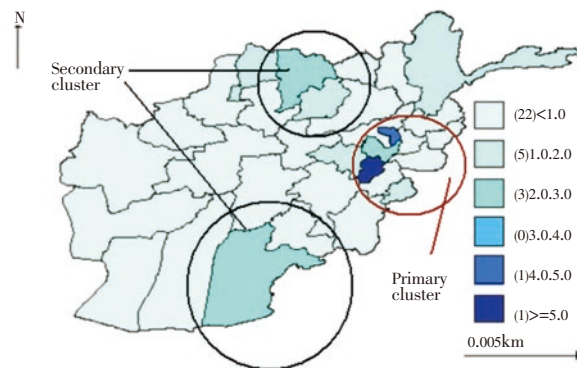 N
Secondary
cluster
(22)<1.0
(5)1.0.2.0
(3)2.0.3.0
(0)3.0.4.0
(1)4.0.5.0
(1)>=5.0
Primary
cluster
0.005km